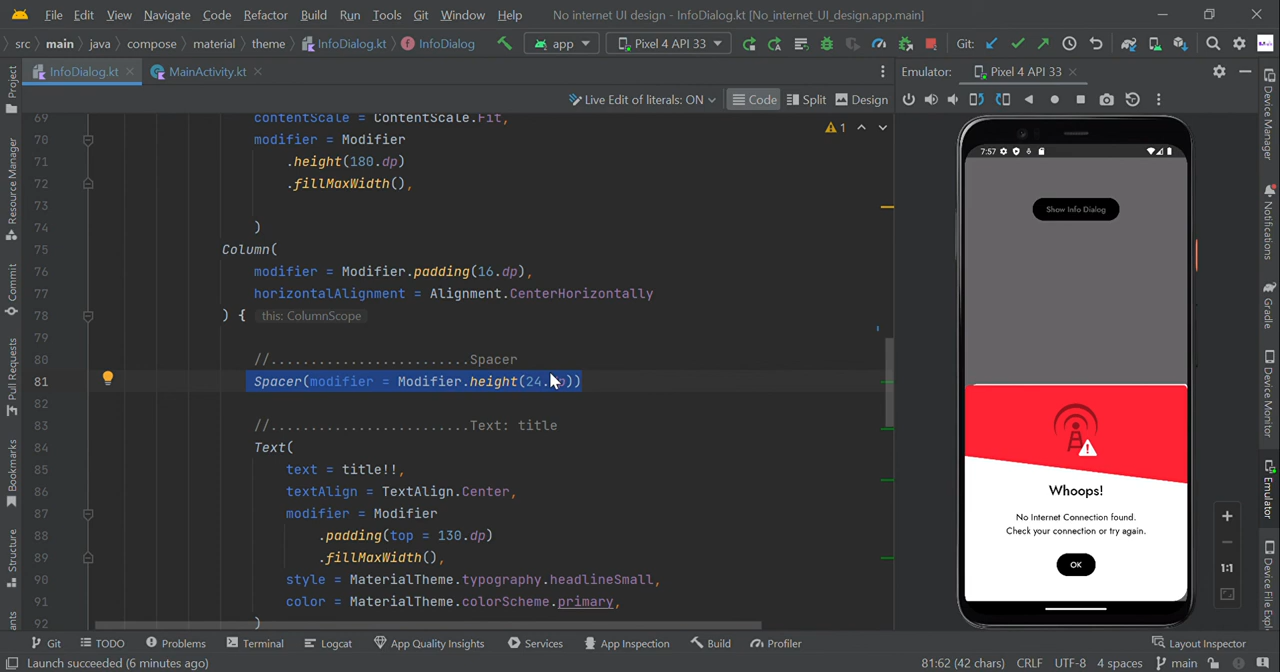 File Edit View Navigate Code Refactor Build Run Tools Git Window Help No internet UI design - InfoDialog.kt [No_internet_UI_design.app.main]
src main java compose material theme InfoDialog.kt InfoDialog app Pixel 4 API 33 Git:
InfoDialog.kt MainActivity.kt Emulator: Pixel 4 API 33
Live Edit of literals: ON Code Split Design
69 contentScale = ContentScale.Fit,
70 modifier = Modifier
71 .height(180.dp)
72 .fillMaxWidth(),
73
74 )
75 Column(
76 modifier = Modifier.padding(16.dp),
77 horizontalAlignment = Alignment.CenterHorizontally
78 ) { this: ColumnScope
79
80 //.........................Spacer
81 Spacer(modifier = Modifier.height(24.dp))
82
83 //.........................Text: title
84 Text(
85 text = title!!,
86 textAlign = TextAlign.Center,
87 modifier = Modifier
88 .padding(top = 130.dp)
89 .fillMaxWidth(),
90 style = MaterialTheme.typography.headlineSmall,
91 color = MaterialTheme.colorScheme.primary,
92 )
1
Project
Resource Manager
Commit
Pull Requests
Bookmarks
Structure
7:57
Show Info Dialog
Whoops!
No Internet Connection found.
Check your connection or try again.
OK
1:1
Device Manager
Notifications
Gradle
Device Monitor
Emulator
Git TODO Problems Terminal Logcat App Quality Insights Services App Inspection Build Profiler Layout Inspector
Launch succeeded (6 minutes ago) 81:62 (42 chars) CRLF UTF-8 4 spaces main